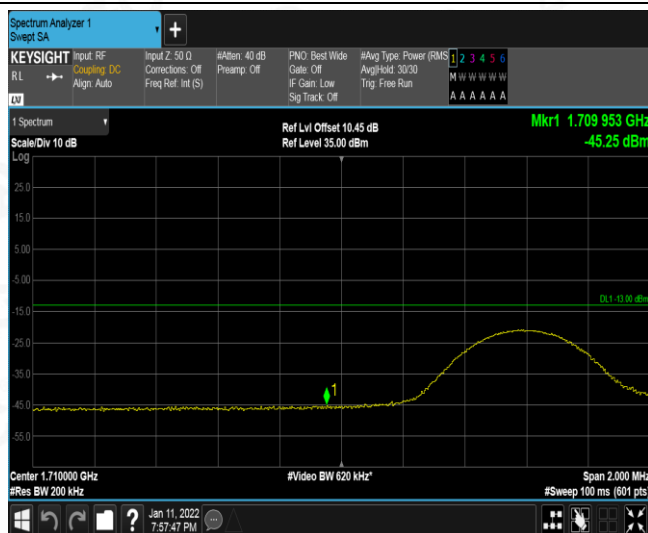 Spectrum Analyzer 1
Swept SA
KEYSIGHT
RL
Input: RF
Coupling: DC
Align: Auto
Input Z: 50 Ω
Corrections: Off
Freq Ref: Int (S)
#Atten: 40 dB
Preamp: Off
PNO: Best Wide
Gate: Off
IF Gain: Low
Sig Track: Off
#Avg Type: Power (RMS
Avg|Hold: 30/30
Trig: Free Run
1 2 3 4 5 6
M W W W W W
A A A A A A
1 Spectrum
Scale/Div 10 dB
Log
Ref Lvl Offset 10.45 dB
Ref Level 35.00 dBm
Mkr1 1.709 953 GHz
-45.25 dBm
25.0
15.0
5.00
-5.00
-15.0
-25.0
-35.0
-45.0
-55.0
DL1 -13.00 dBm
1
Center 1.710000 GHz
#Res BW 200 kHz
#Video BW 620 kHz*
Span 2.000 MHz
#Sweep 100 ms (601 pts)
?
Jan 11, 2022
7:57:47 PM